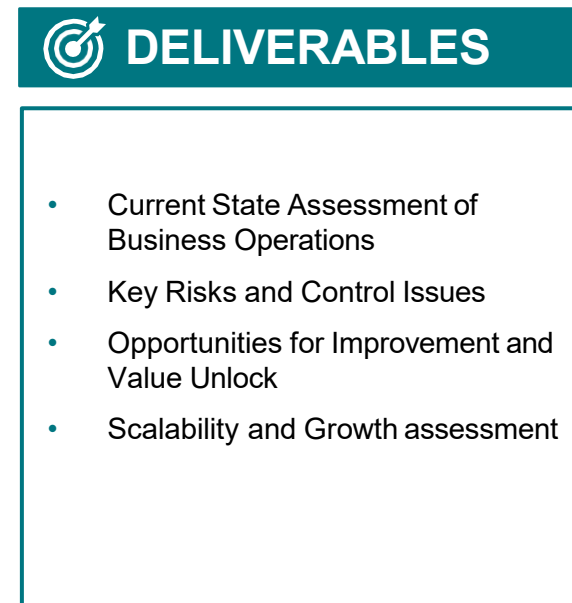 DELIVERABLES
• Current State Assessment of
Business Operations
• Key Risks and Control Issues
• Opportunities for Improvement and
Value Unlock
• Scalability and Growth assessment